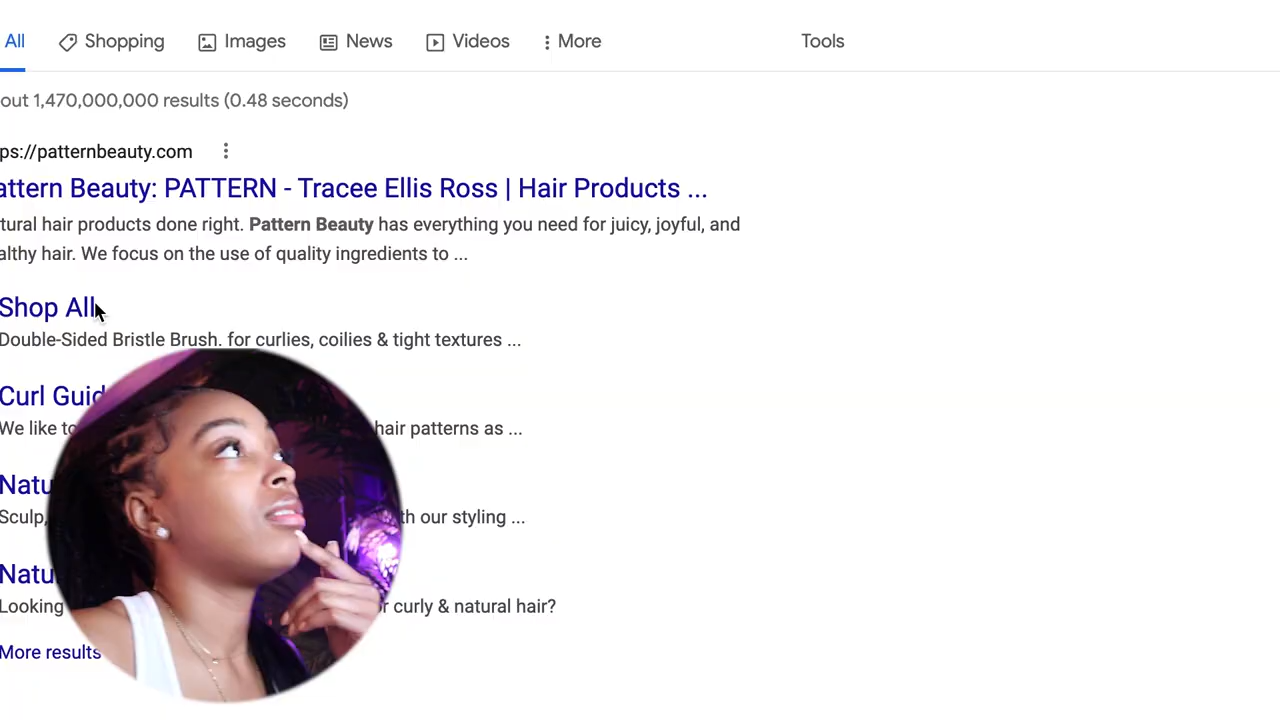 All Shopping Images News Videos More Tools
out 1,470,000,000 results (0.48 seconds)
ps://patternbeauty.com
attern Beauty: PATTERN - Tracee Ellis Ross | Hair Products ...
tural hair products done right. Pattern Beauty has everything you need for juicy, joyful, and
althy hair. We focus on the use of quality ingredients to ...
Shop All
Double-Sided Bristle Brush. for curlies, coilies & tight textures ...
Curl Guid
We like to hair patterns as ...
Natu
Sculp, th our styling ...
Natu
Looking r curly & natural hair?
More results